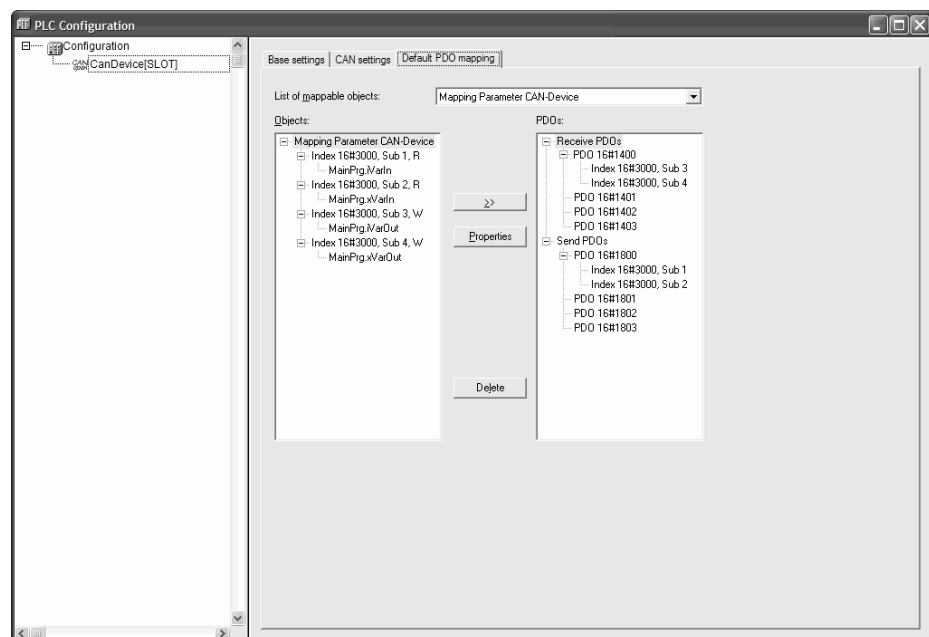 PLC Configuration
Configuration
CAN open CanDevice[SLOT]
Base settings CAN settings Default PDO mapping
List of mappable objects: Mapping Parameter CAN-Device
Objects:
Mapping Parameter CAN-Device
Index 16#3000, Sub 1, R
MainPrg.iVarIn
Index 16#3000, Sub 2, R
MainPrg.xVarIn
Index 16#3000, Sub 3, W
MainPrg.iVarOut
Index 16#3000, Sub 4, W
MainPrg.xVarOut
>>
Properties
Delete
PDOs:
Receive PDOs
PDO 16#1400
Index 16#3000, Sub 3
Index 16#3000, Sub 4
PDO 16#1401
PDO 16#1402
PDO 16#1403
Send PDOs
PDO 16#1800
Index 16#3000, Sub 1
Index 16#3000, Sub 2
PDO 16#1801
PDO 16#1802
PDO 16#1803